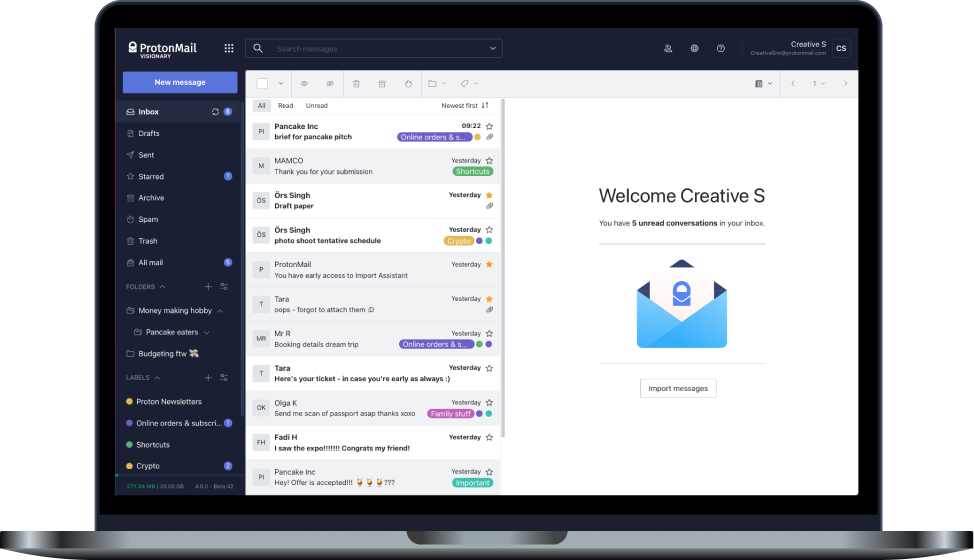 ProtonMail
VISIONARY
Search messages
Creative S
CreativeSim@protonmail.com
CS
New message
Inbox 5
Drafts
Sent
Starred 1
Archive
Spam
Trash
All mail 5
FOLDERS
Money making hobby
Pancake eaters
Budgeting ftw 💸
LABELS
Proton Newsletters
Online orders & subscri... 1
Shortcuts
Crypto 2
271.54 MB / 20.00 GB 4.0.0 - Beta 42
1
All Read Unread Newest first
PI Pancake Inc 09:22
brief for pancake pitch Online orders & s...
M MAMCO Yesterday
Thank you for your submission Shortcuts
ÖS Örs Singh Yesterday
Draft paper
ÖS Örs Singh Yesterday
photo shoot tentative schedule Crypto
P ProtonMail Yesterday
You have early access to Import Assistant
T Tara Yesterday
oops - forgot to attach them :D
MR Mr R Yesterday
Booking details dream trip Online orders & s...
T Tara Yesterday
Here's your ticket - in case you're early as always :)
OK Olga K Yesterday
Send me scan of passport asap thanks xoxo Family stuff
FH Fadi H Yesterday
I saw the expo!!!!!!! Congrats my friend!
PI Pancake Inc Yesterday
Hey! Offer is accepted!!! ???? Important
Welcome Creative S
You have 5 unread conversations in your inbox.
Import messages